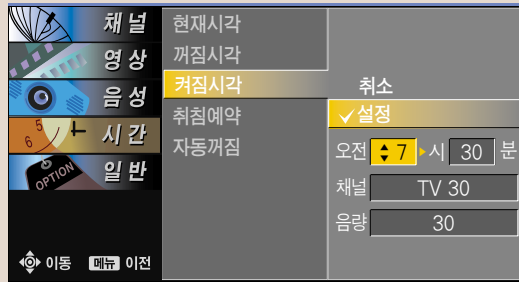 채널
영상
음성
시간
일반
OPTION
5
6
이동 메뉴 이전
현재시각
꺼짐시각
켜짐시각
취침예약
자동꺼짐
취소
설정
오전 7 시 30 분
채널 TV 30
음량 30